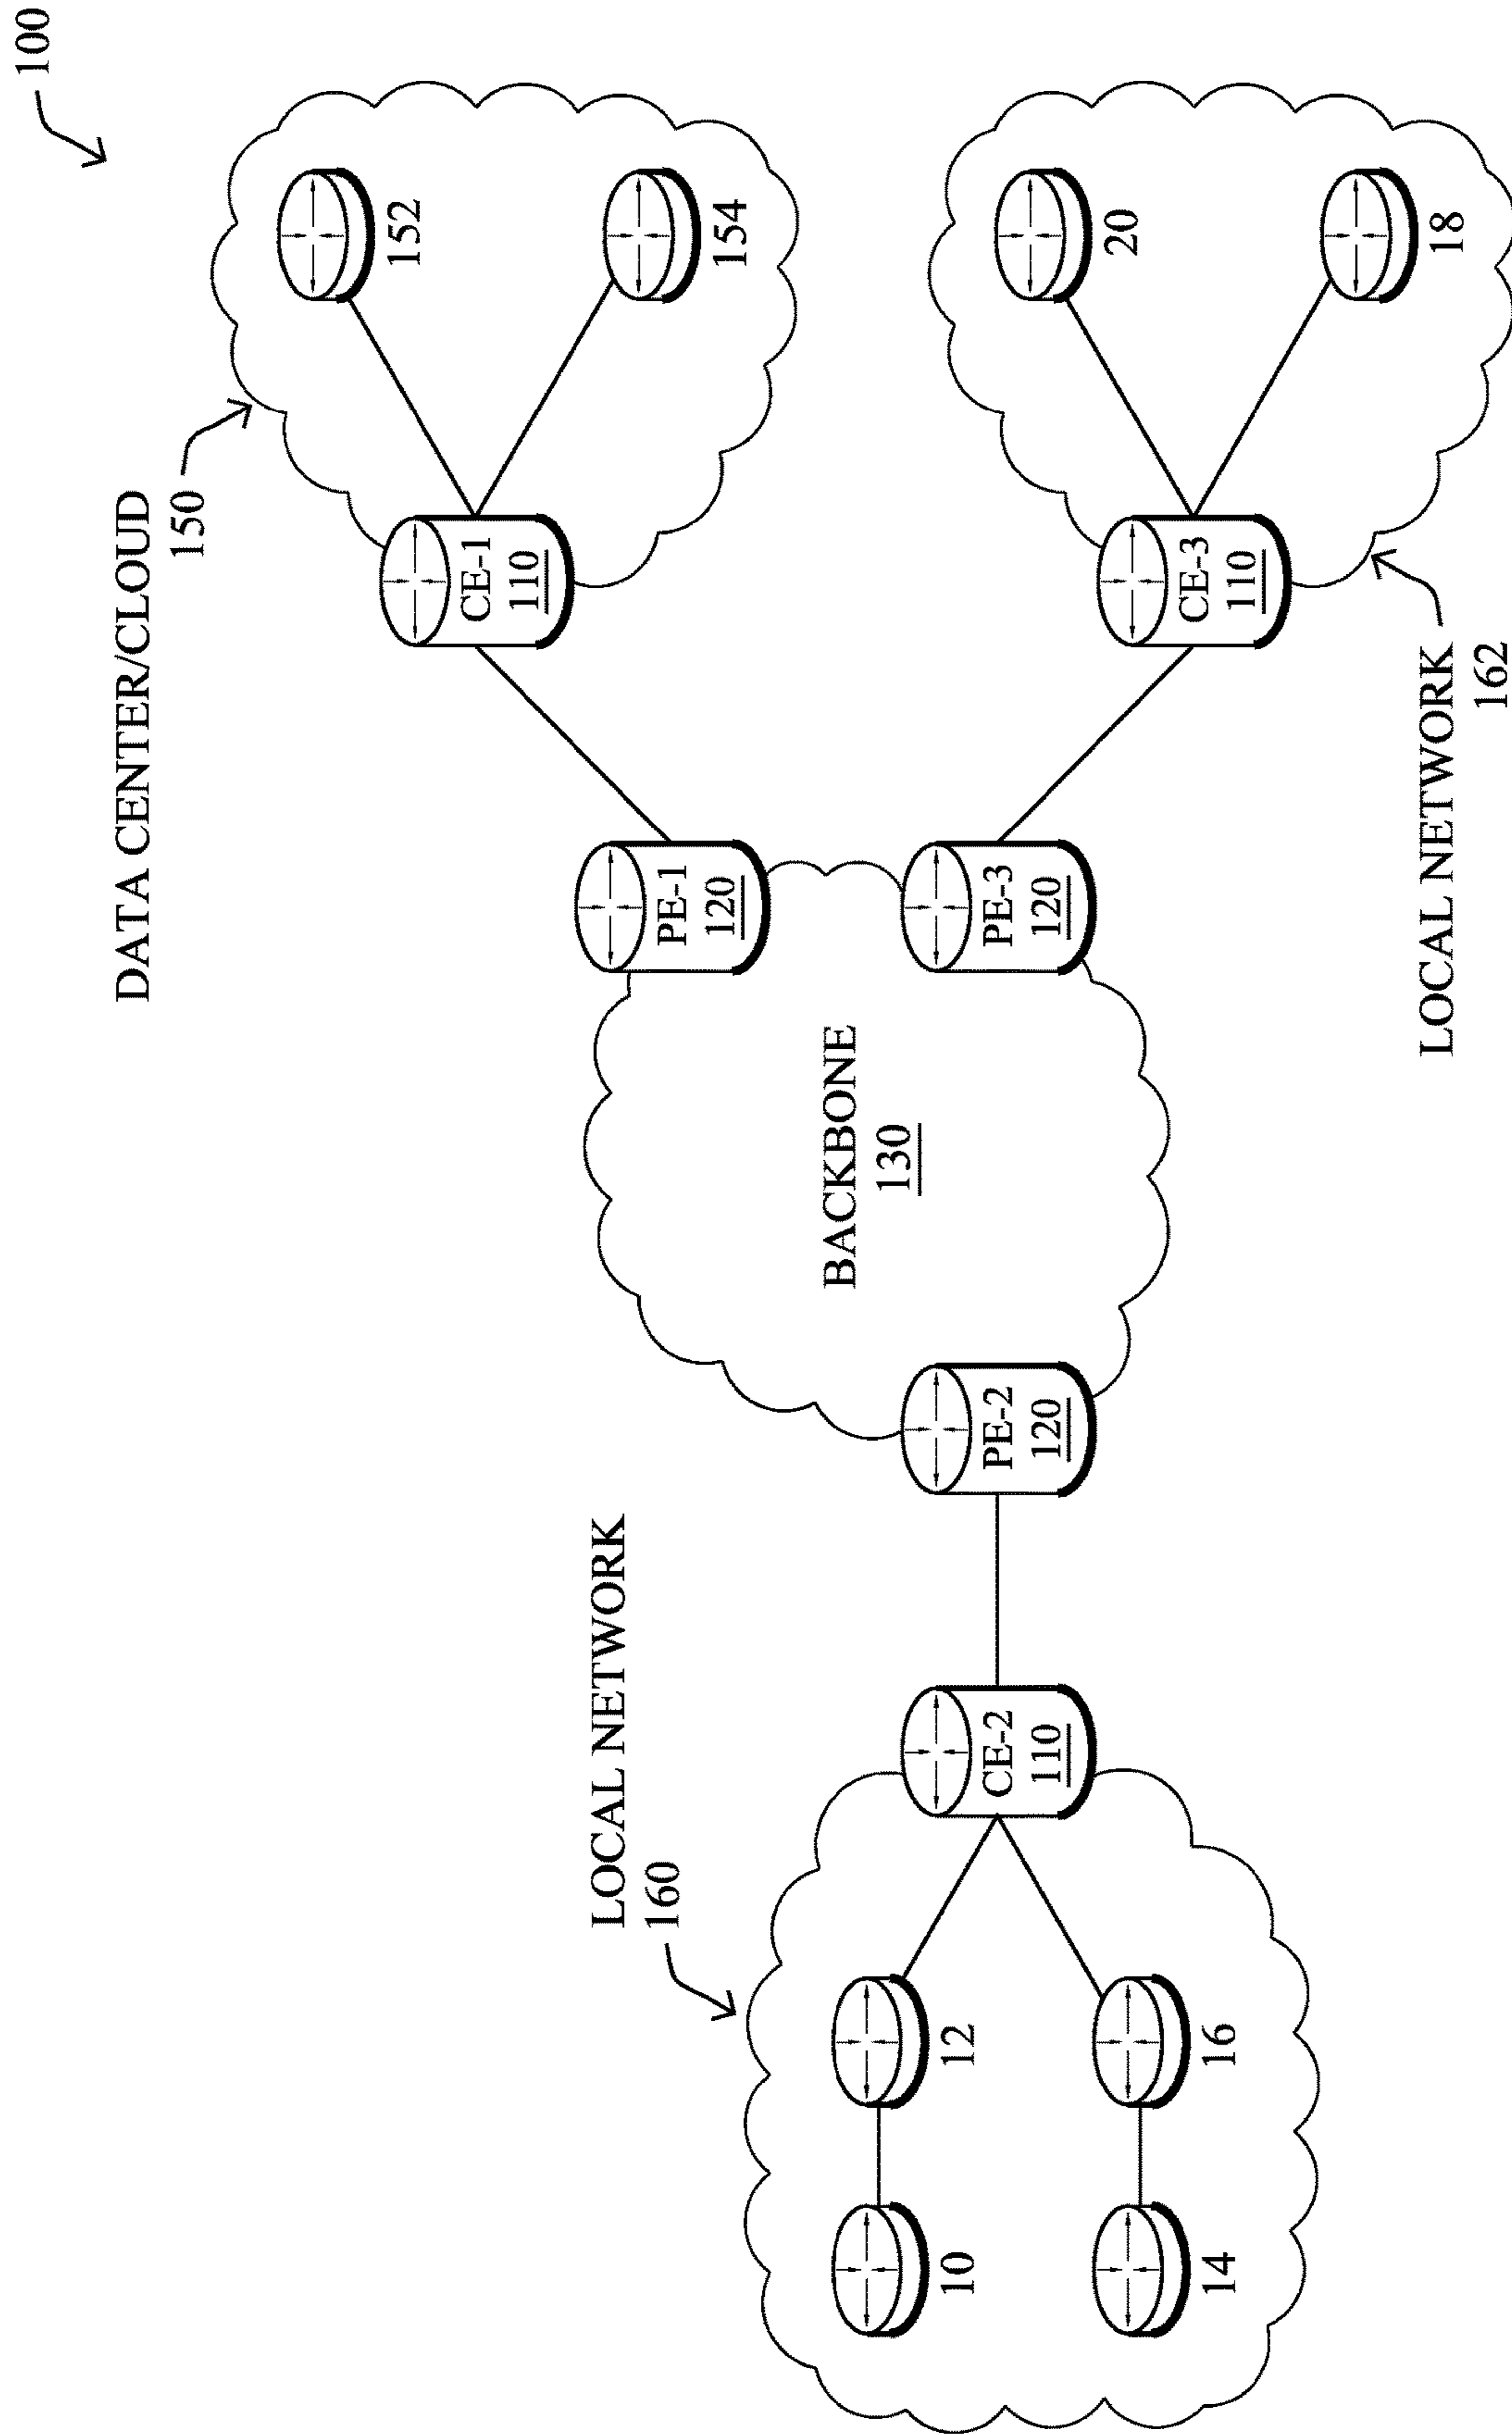 100
DATA CENTER/CLOUD
150
152
154
CE-1
110
PE-1
120
LOCAL NETWORK
160
BACKBONE
130
10
12
14
16
CE-2
110
PE-2
120
PE-3
120
CE-3
110
20
18
LOCAL NETWORK
162